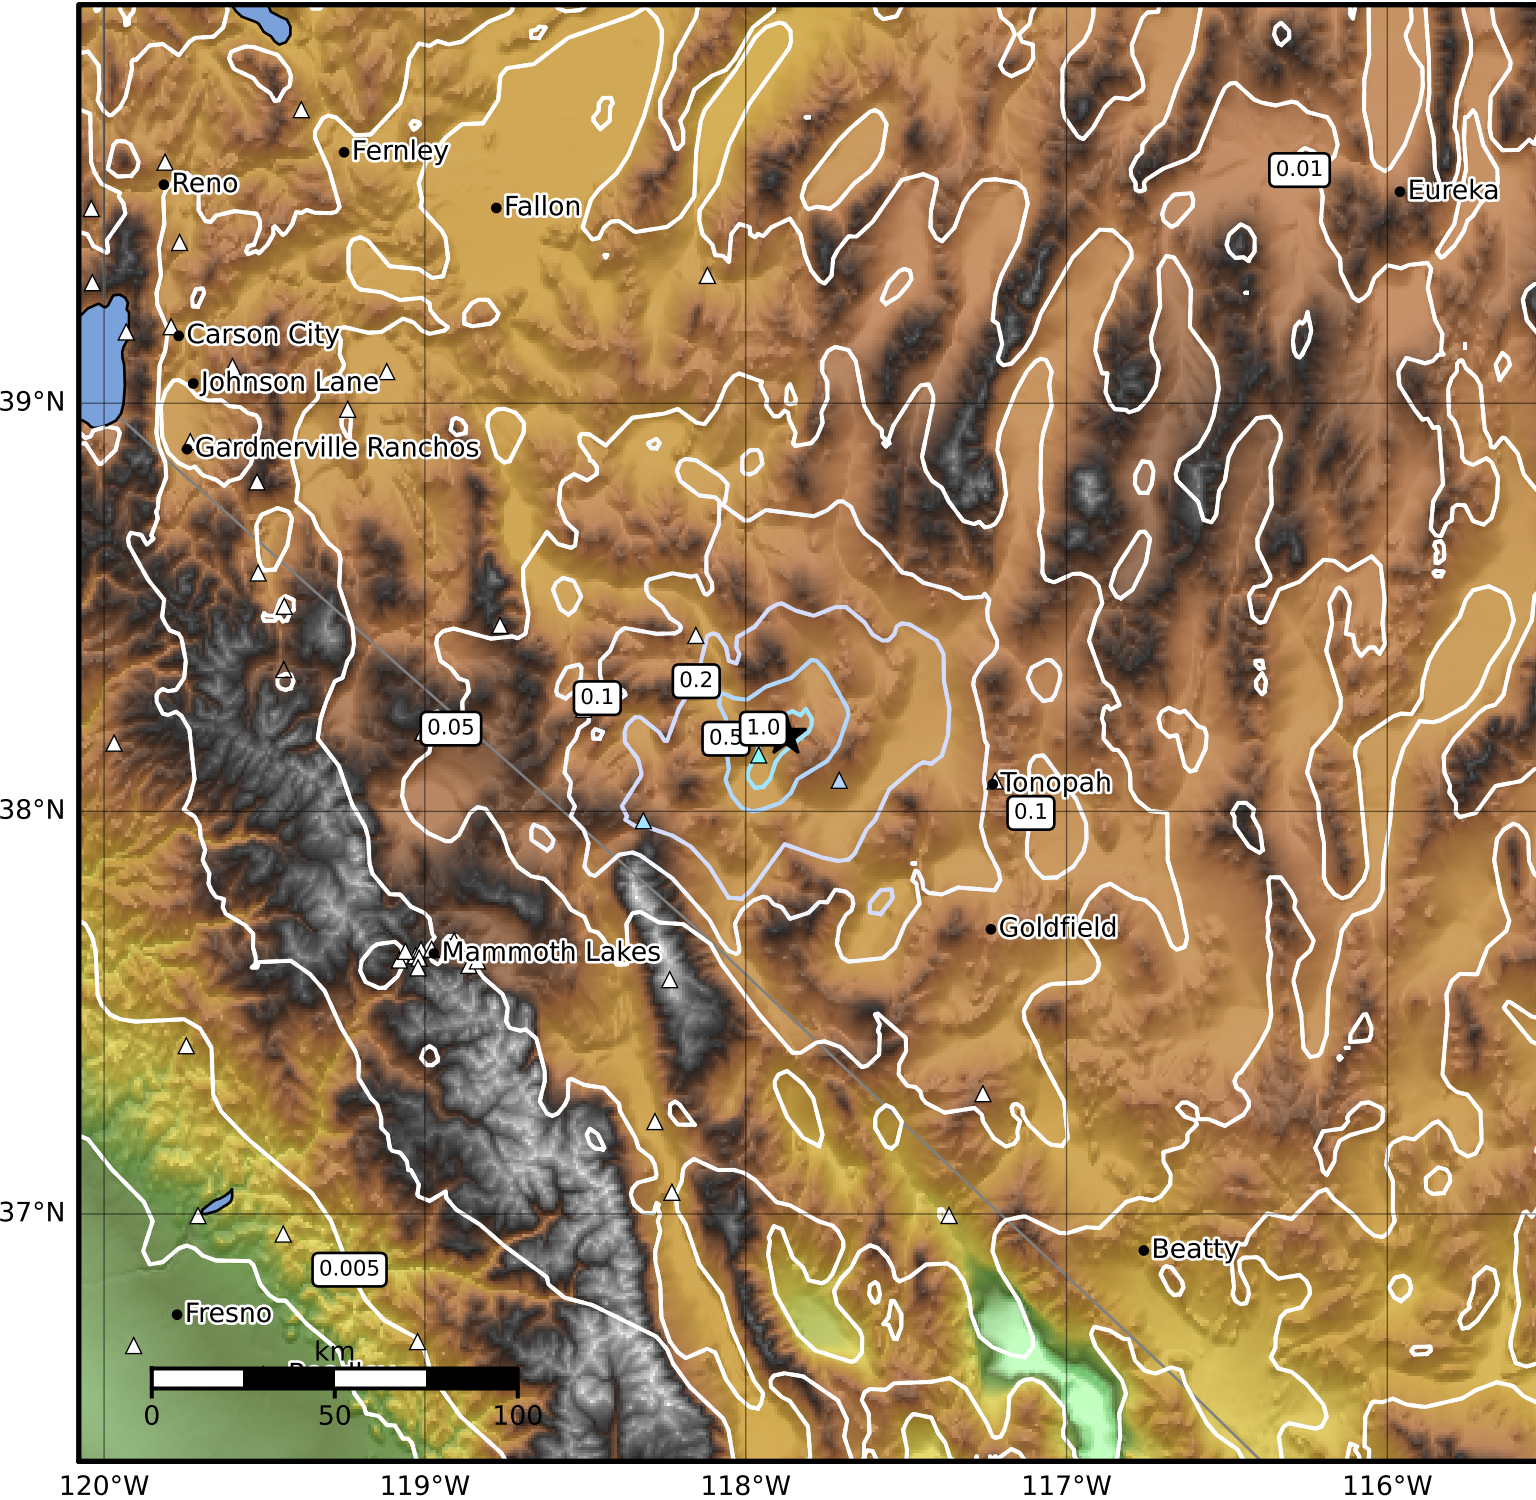 Fernley
0.01
Reno
Eureka
Fallon
Carson City
Johnson Lane
39°N
Gardnerville Ranchos
0.2
0.1
0.05
0.5
1.0
Tonopah
38°N
0.1
Goldfield
Mammoth Lakes
37°N
Beatty
0.005
Fresno
km
0
50
100
120°W
119°W
118°W
117°W
116°W